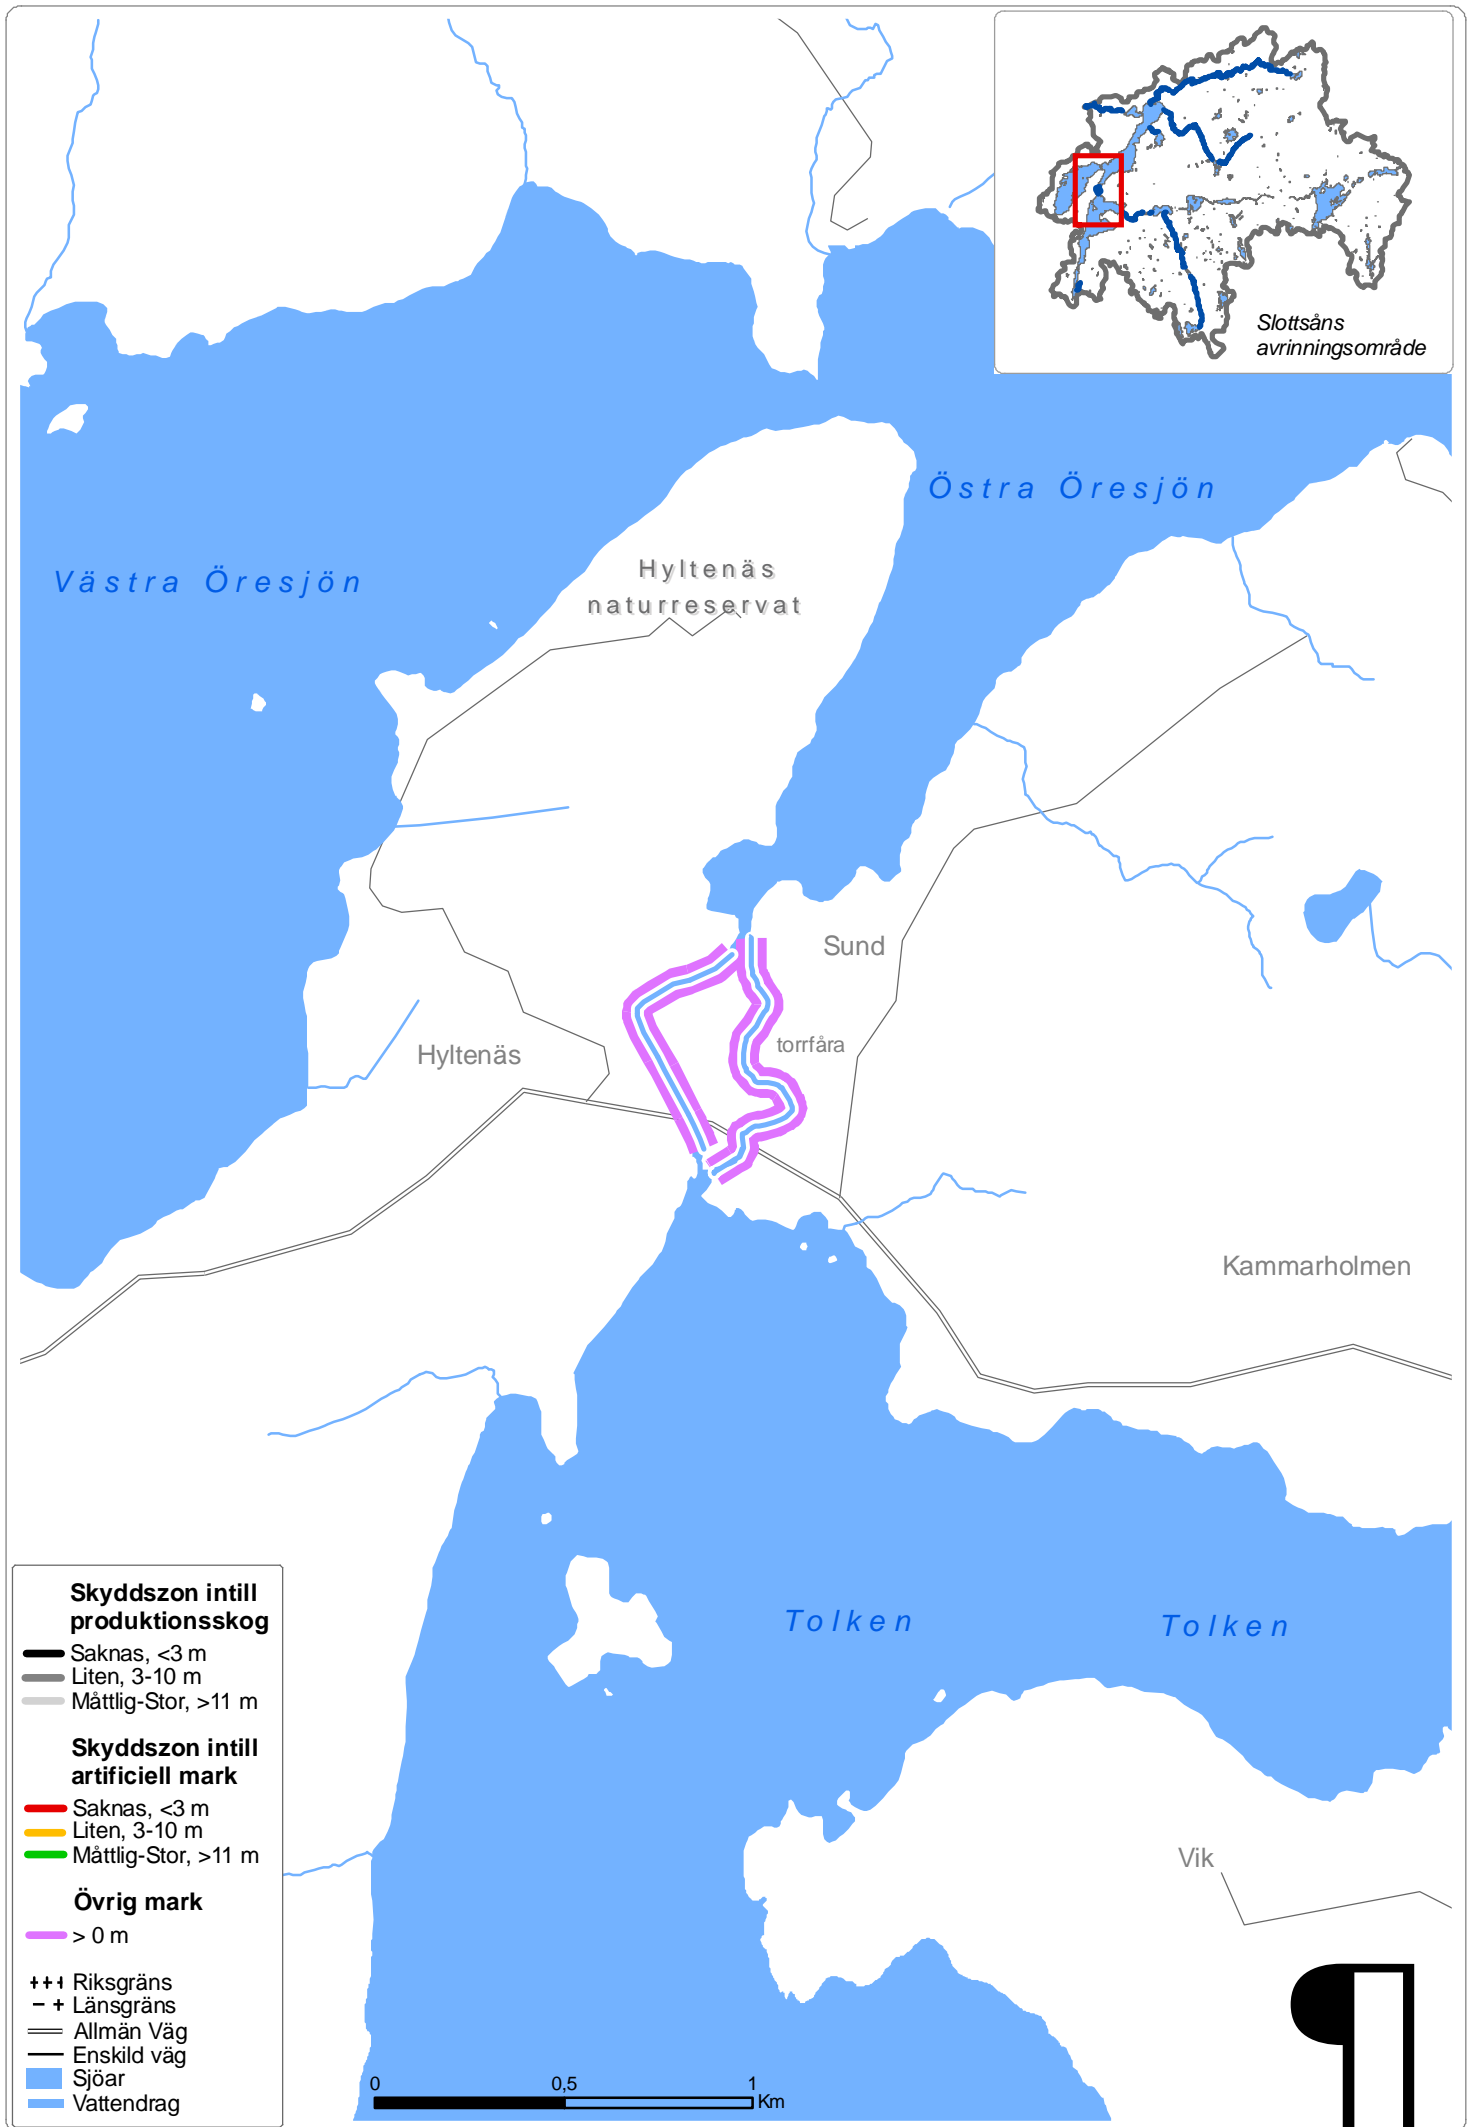 Slottsåns
avrinningsområde
Östra Öresjön
Västra Öresjön
Hyltenäs
naturreservat
Sund
torrfåra
Hyltenäs
Kammarholmen
Tolken
Tolken
Vik
Skyddszon intill
produktionsskog
Saknas, <3 m
Liten, 3-10 m
Måttlig-Stor, >11 m
Skyddszon intill
artificiell mark
Saknas, <3 m
Liten, 3-10 m
Måttlig-Stor, >11 m
Övrig mark
> 0 m
Riksgräns
Länsgräns
Allmän Väg
Enskild väg
Sjöar
Vattendrag
0 0,5 1
Km
¶